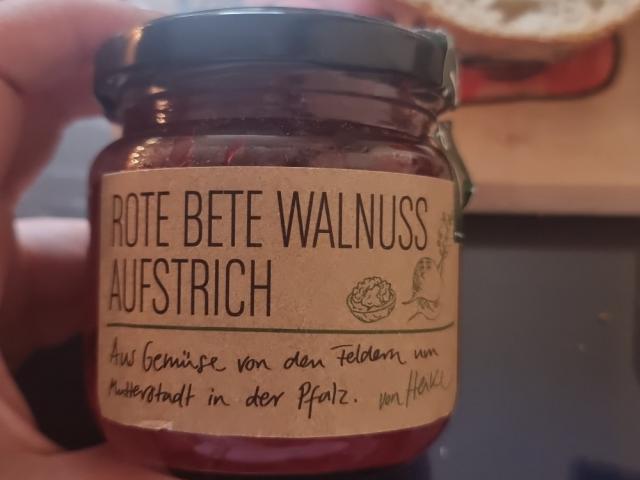 ROTE BETE WALNUSS
AUFSTRICH
Aus Gemüse von den Feldern um
Mutterstadt in der Pfalz. von Heike